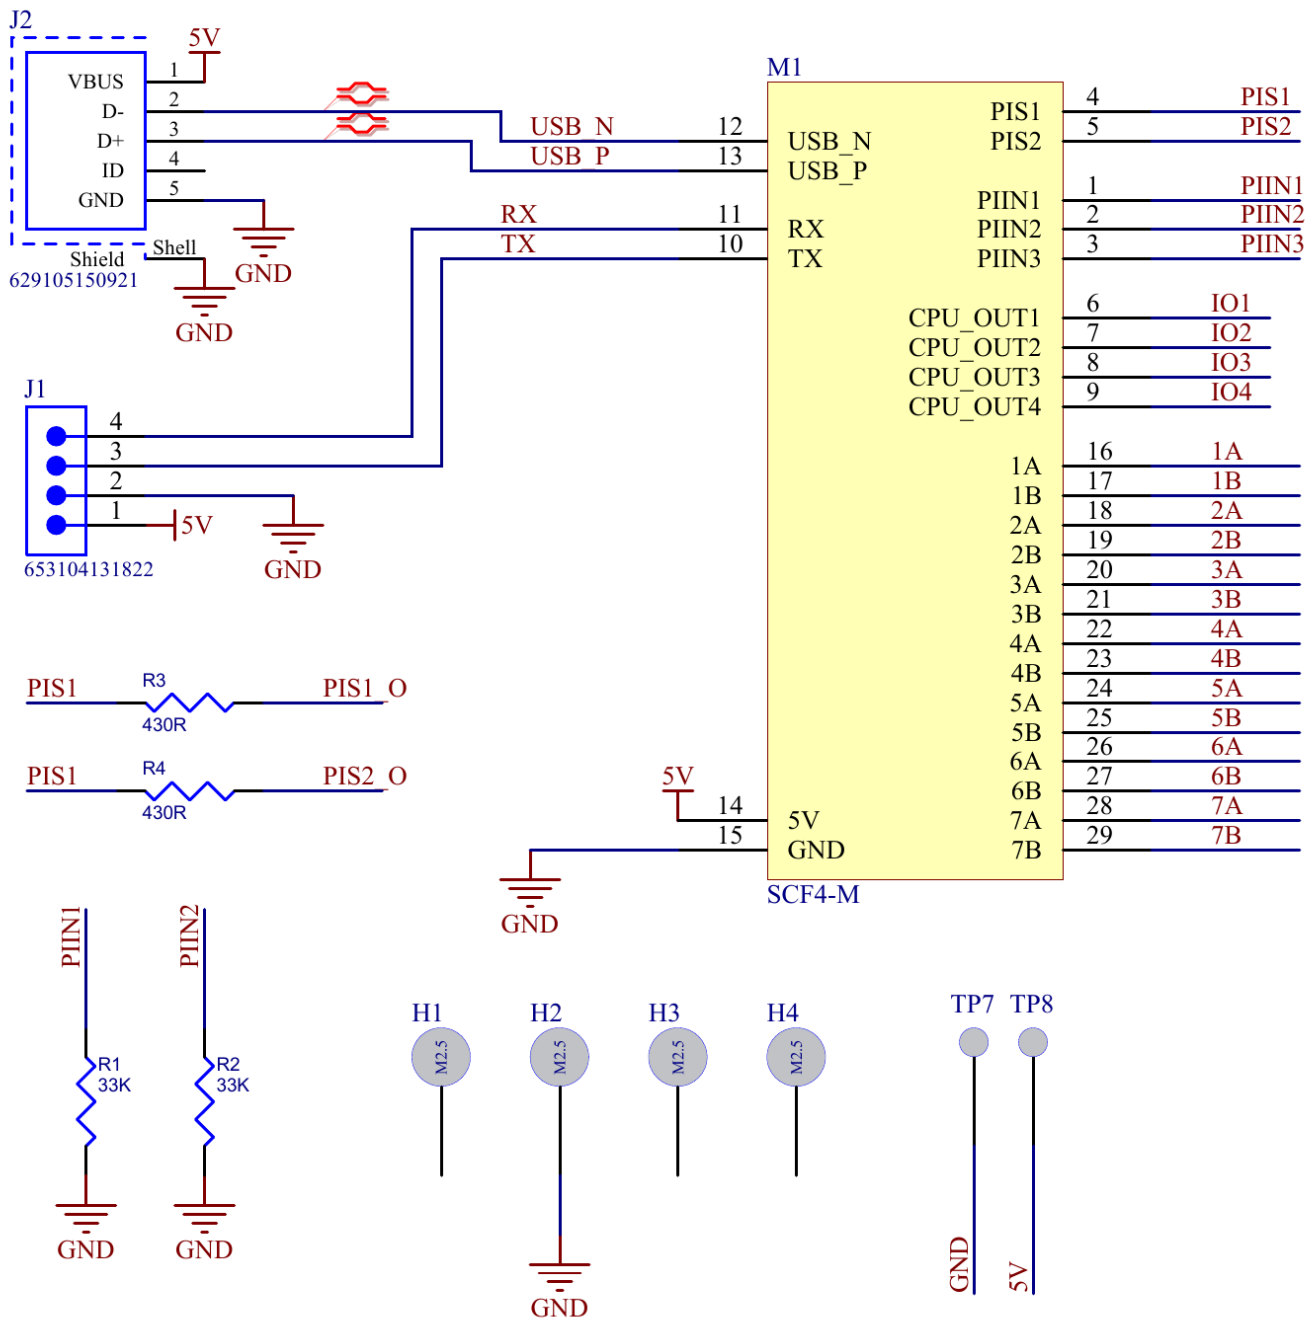 J2
5V
VBUS 1
D- 2
D+ 3
ID 4
GND 5
GND
Shield Shell
629105150921
GND
USB_N 12 USB_N
USB_P 13 USB_P
RX 11 RX
TX 10 TX
M1
PIS1 4 PIS1
PIS2 5 PIS2
PIIN1 1 PIIN1
PIIN2 2 PIIN2
PIIN3 3 PIIN3
CPU_OUT1 6 IO1
CPU_OUT2 7 IO2
CPU_OUT3 8 IO3
CPU_OUT4 9 IO4
1A 16 1A
1B 17 1B
2A 18 2A
2B 19 2B
3A 20 3A
3B 21 3B
4A 22 4A
4B 23 4B
5A 24 5A
5B 25 5B
6A 26 6A
6B 27 6B
7A 28 7A
7B 29 7B
5V
14 5V
15 GND
GND
SCF4-M
J1
4
3
2
1 5V
GND
653104131822
PIS1 R3 PIS1_O
430R
PIS1 R4 PIS2_O
430R
PIIN1
R1
33K
GND
PIIN2
R2
33K
GND
H1
M2.5
H2
M2.5
GND
H3
M2.5
H4
M2.5
TP7
GND
TP8
5V